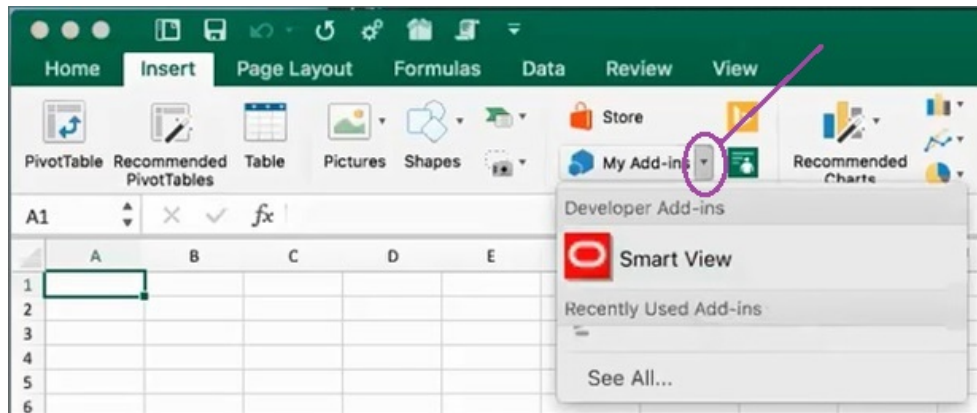 Home Insert Page Layout Formulas Data Review View
Store
PivotTable Recommended PivotTables Table Pictures Shapes My Add-ins Recommended Charts
Developer Add-ins
A1 fx
Smart View
A B C D E
1
Recently Used Add-ins
2
3
4
See All...
5
6